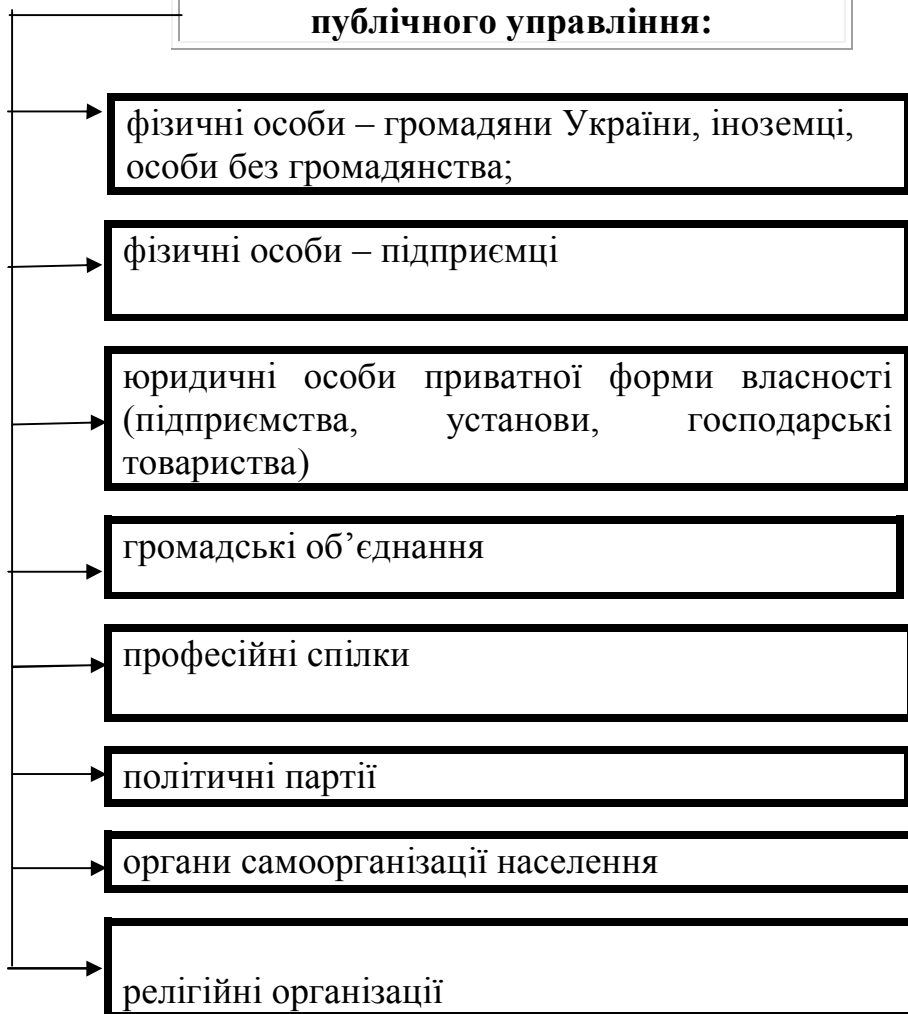 публічного управління:
фізичні особи – громадяни України, іноземці,
особи без громадянства;
фізичні особи – підприємці
юридичні особи приватної форми власності
(підприємства, установи, господарські
товариства)
громадські об’єднання
професійні спілки
політичні партії
органи самоорганізації населення
релігійні організації